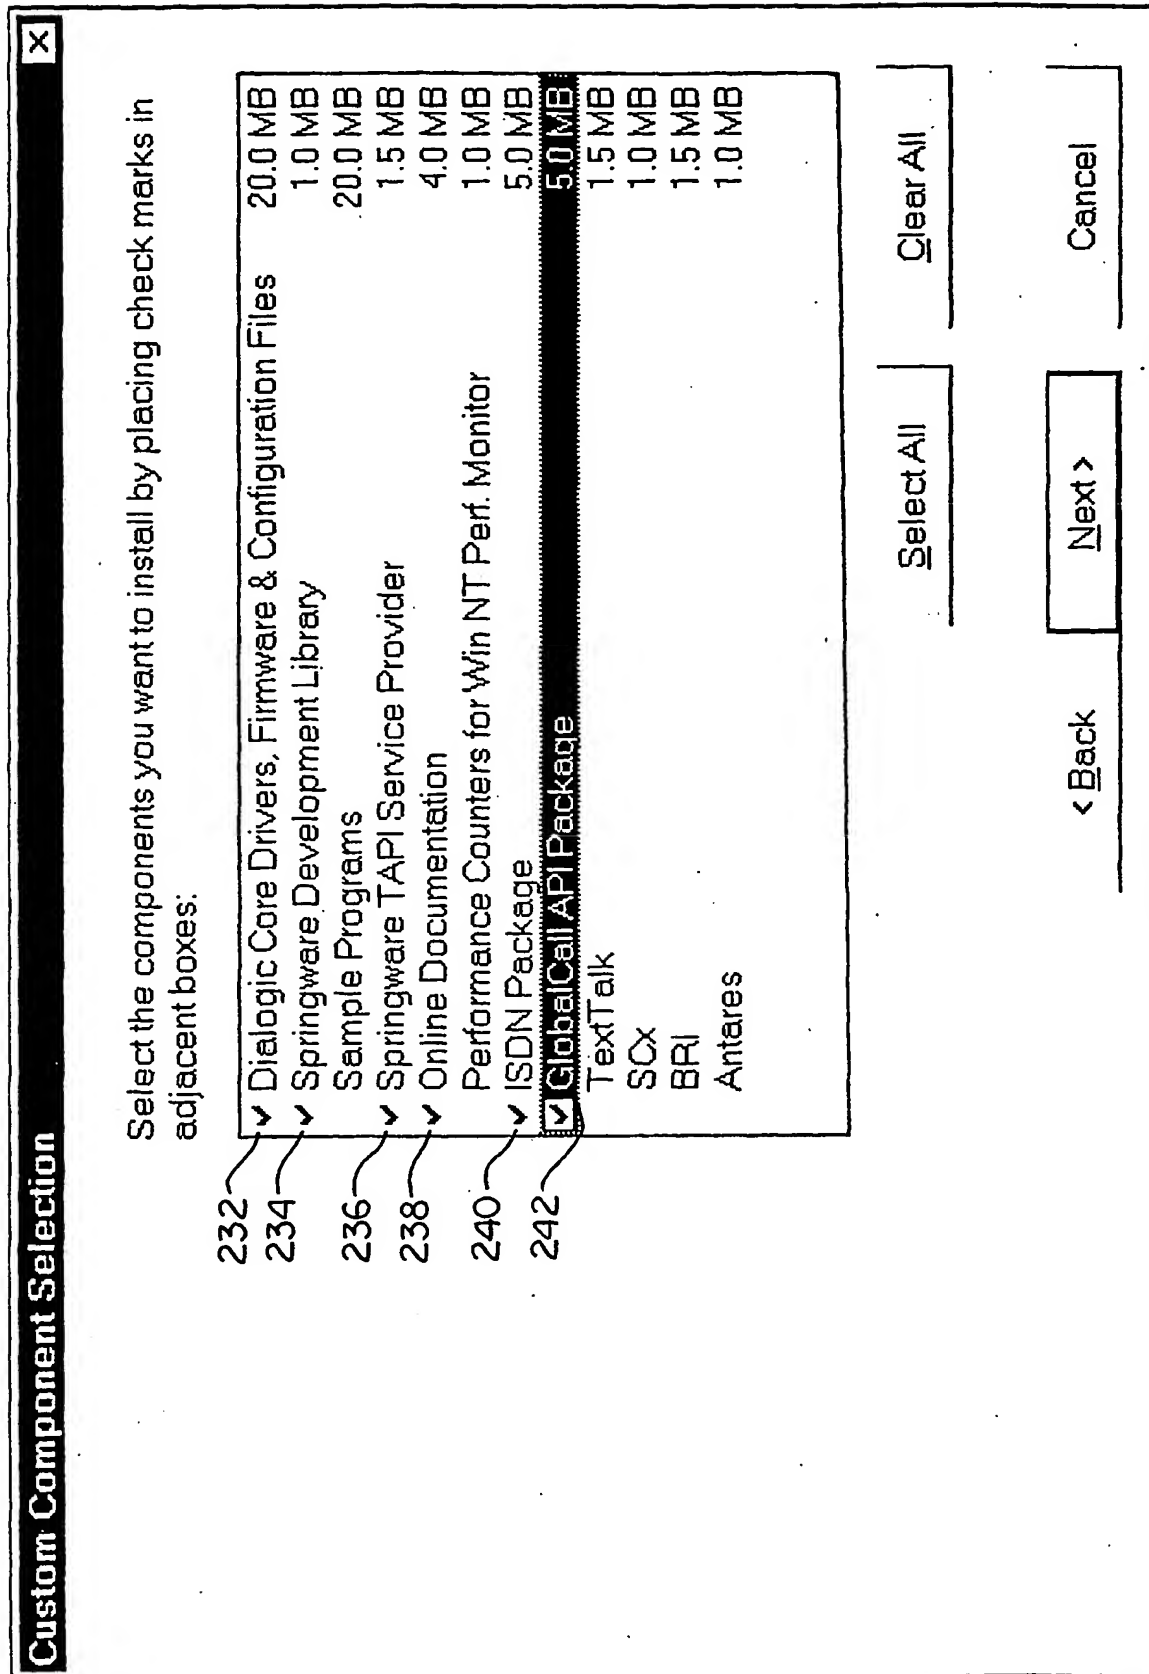 Custom Component Selection X
Select the components you want to install by placing check marks in
adjacent boxes:
232 ✓ Dialogic Core Drivers, Firmware & Configuration Files 20.0 MB
234 ✓ Springware Development Library 1.0 MB
Sample Programs 20.0 MB
236 ✓ Springware TAPI Service Provider 1.5 MB
238 ✓ Online Documentation 4.0 MB
Performance Counters for Win NT Perf. Monitor 1.0 MB
240 ✓ ISDN Package 5.0 MB
242 ✓ GlobalCall API Package 5.0 MB
TextTalk 1.5 MB
SCx 1.0 MB
BRI 1.5 MB
Antares 1.0 MB
Select All Clear All
< Back Next > Cancel